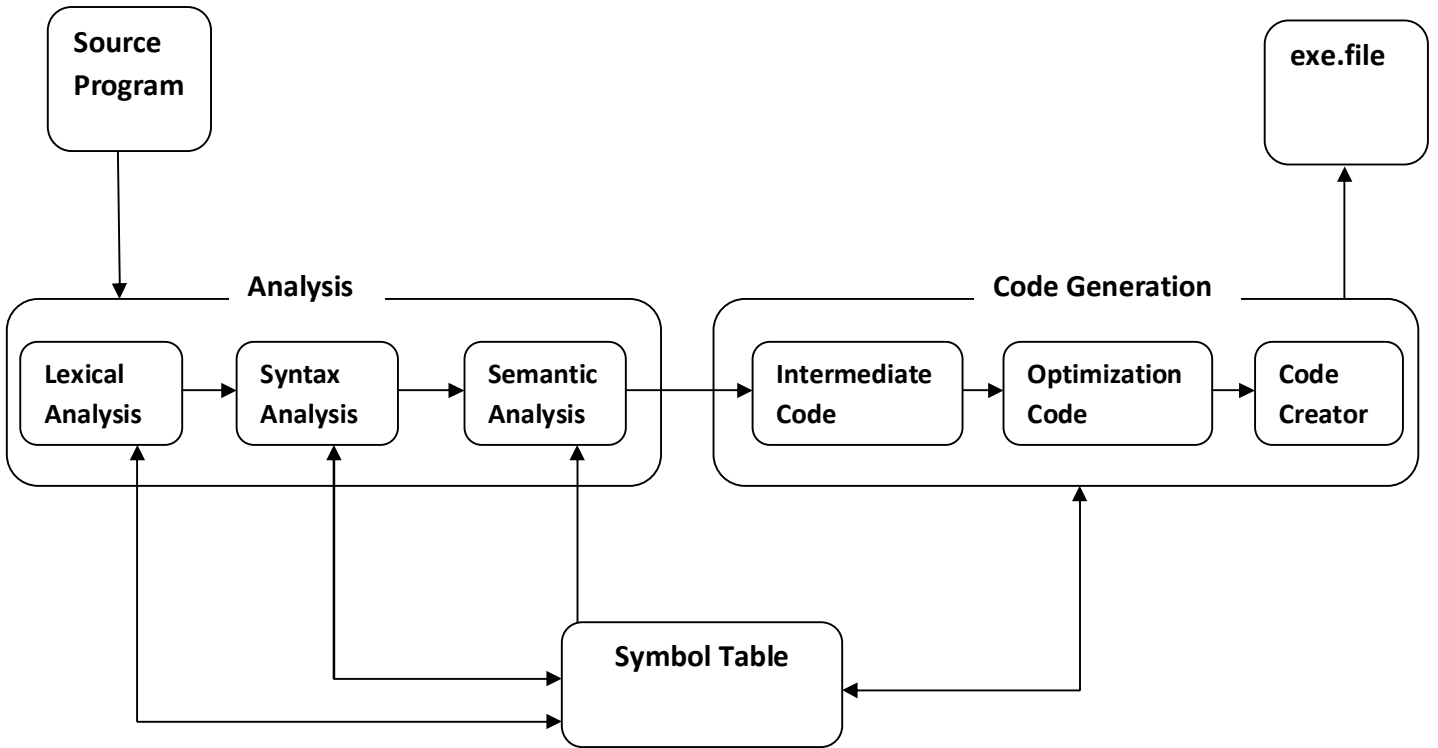 Source
Program
exe.file
Analysis
Code Generation
Lexical
Analysis
Syntax
Analysis
Semantic
Analysis
Intermediate
Code
Optimization
Code
Code
Creator
Symbol Table